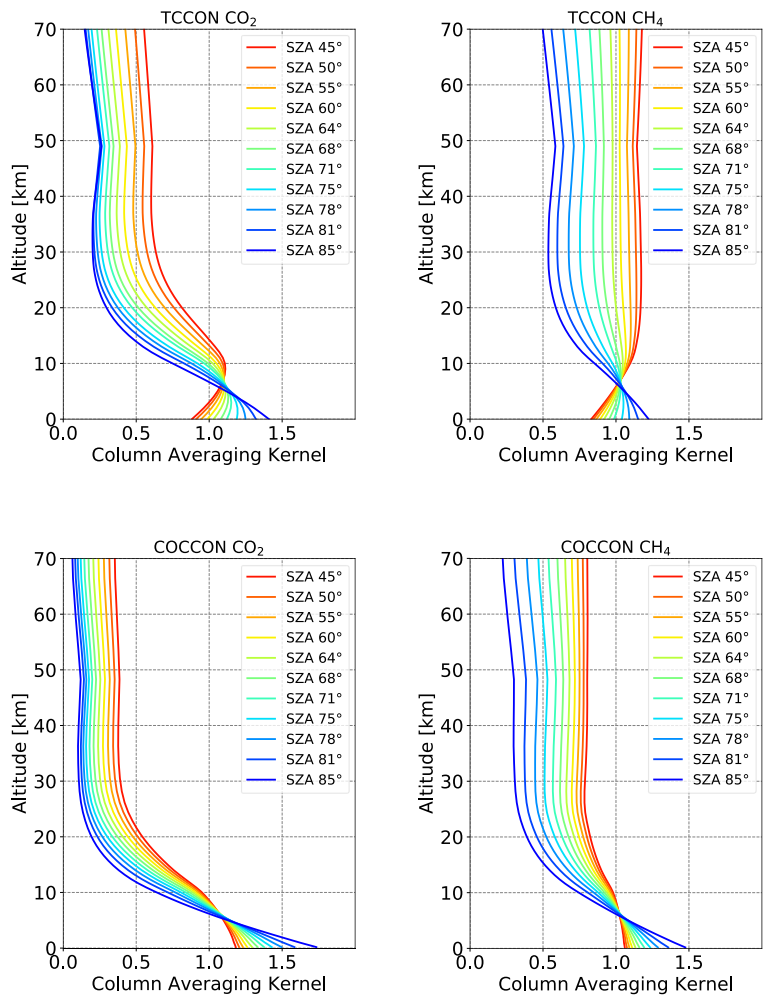 TCCON CO₂
70
60
50
40
30
20
10
0
Altitude [km]
SZA 45°
SZA 50°
SZA 55°
SZA 60°
SZA 64°
SZA 68°
SZA 71°
SZA 75°
SZA 78°
SZA 81°
SZA 85°
0.0 0.5 1.0 1.5
Column Averaging Kernel
TCCON CH₄
70
60
50
40
30
20
10
0
Altitude [km]
SZA 45°
SZA 50°
SZA 55°
SZA 60°
SZA 64°
SZA 68°
SZA 71°
SZA 75°
SZA 78°
SZA 81°
SZA 85°
0.0 0.5 1.0 1.5
Column Averaging Kernel
COCCON CO₂
70
60
50
40
30
20
10
0
Altitude [km]
SZA 45°
SZA 50°
SZA 55°
SZA 60°
SZA 64°
SZA 68°
SZA 71°
SZA 75°
SZA 78°
SZA 81°
SZA 85°
0.0 0.5 1.0 1.5
Column Averaging Kernel
COCCON CH₄
70
60
50
40
30
20
10
0
Altitude [km]
SZA 45°
SZA 50°
SZA 55°
SZA 60°
SZA 64°
SZA 68°
SZA 71°
SZA 75°
SZA 78°
SZA 81°
SZA 85°
0.0 0.5 1.0 1.5
Column Averaging Kernel